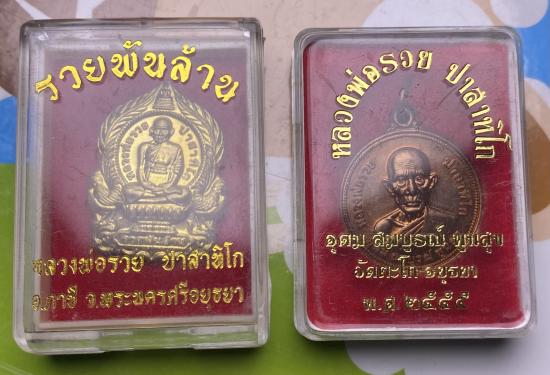 รวยพันล้าน
หลวงพ่อรวย ปาสาทิโก
อ.ภาชี จ.พระนครศรีอยุธยา
หลวงพ่อรวย ปาสาทิโก
อุดม สมบูรณ์ พูนสุข
วัดตะโก อยุธยา
พ.ศ.๒๕๕๕